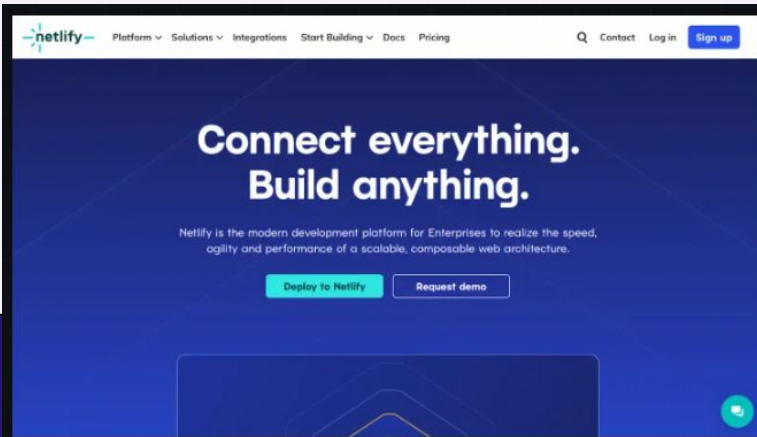 netlify
Platform Solutions Integrations Start Building Docs Pricing Contact Log in Sign up
Connect everything.
Build anything.
Netlify is the modern development platform for Enterprises to realize the speed,
agility and performance of a scalable, composable web architecture.
Deploy to Netlify Request demo